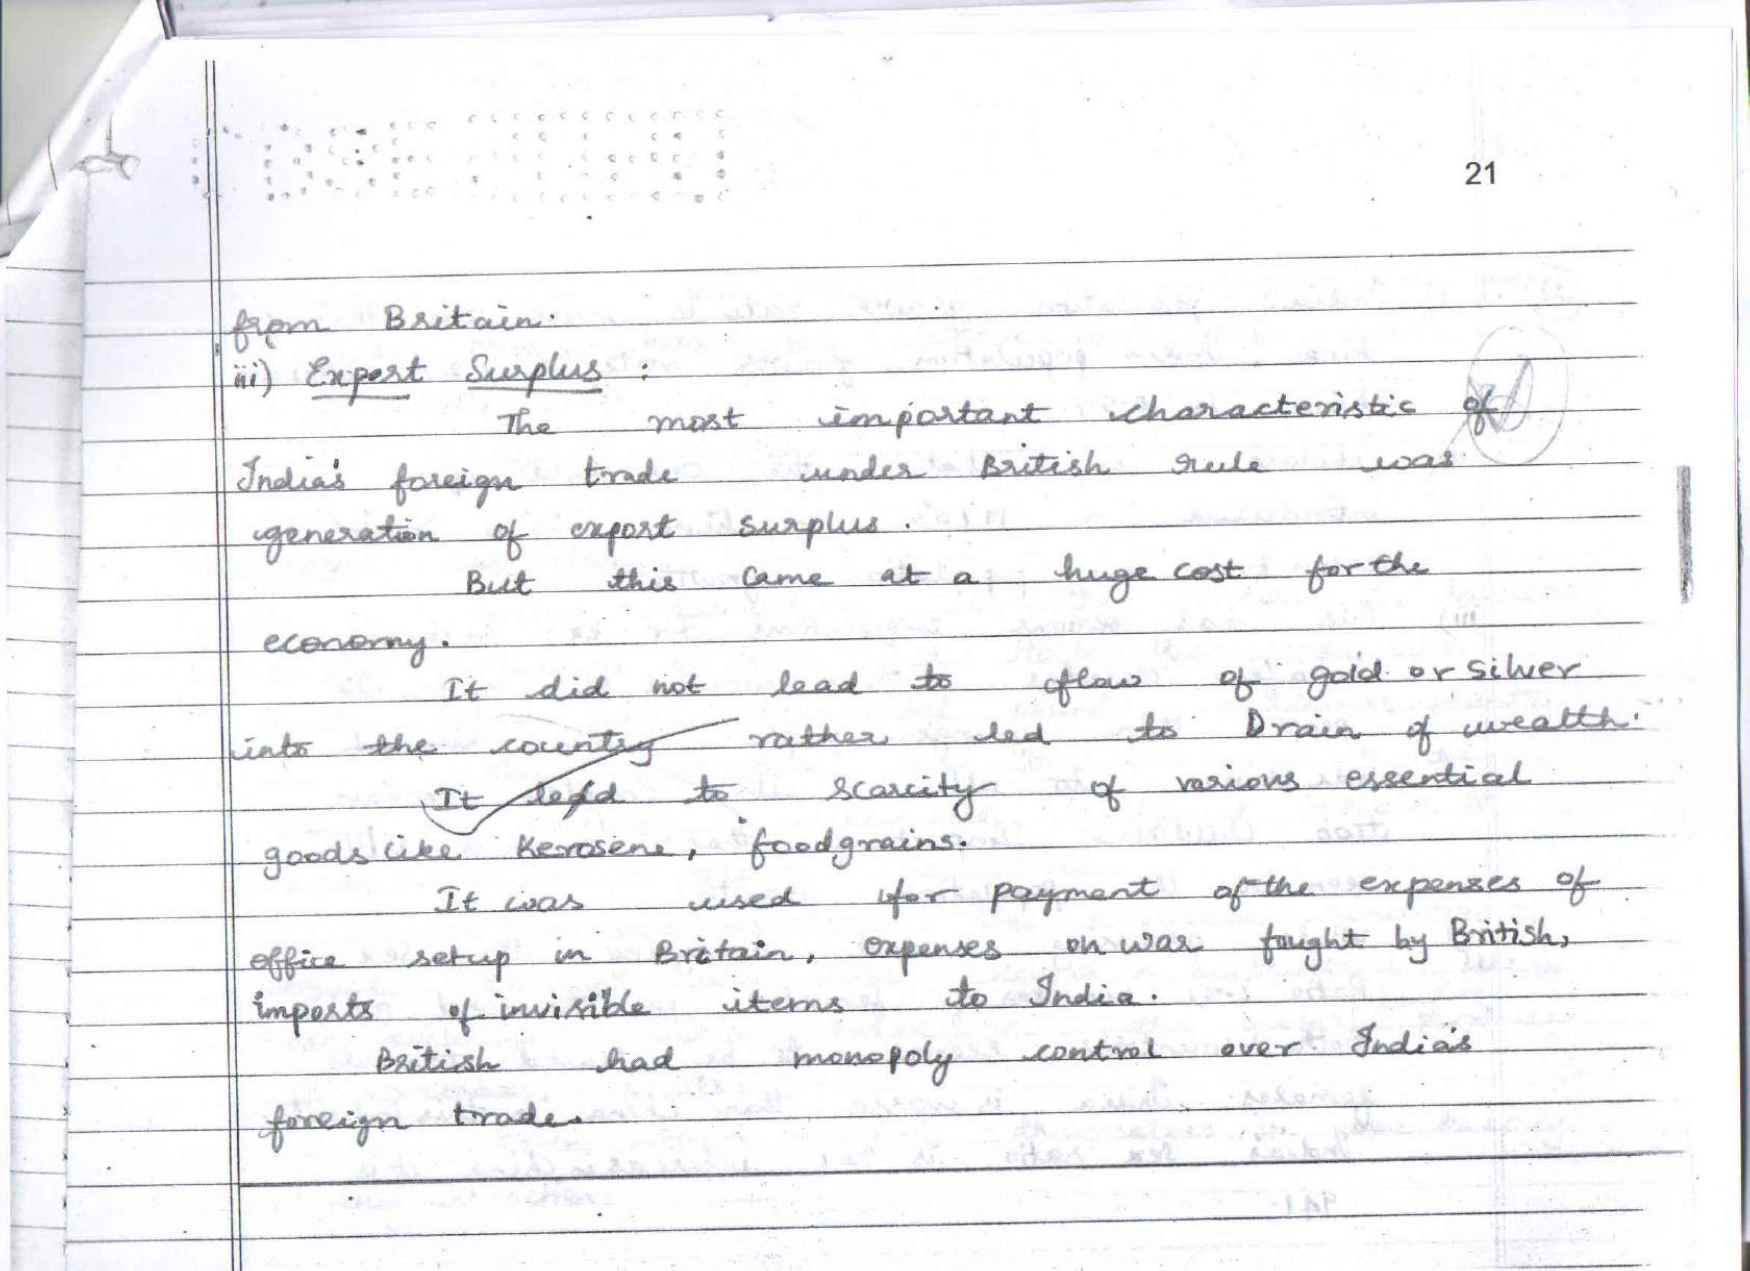 21
from Britain.
iii) Export Surplus :
The most important characteristic of
India's foreign trade under British rule was
generation of export surplus.
But this came at a huge cost for the
economy.
It did not lead to flow of gold or silver
into the country rather led to Drain of wealth.
It led to scarcity of various essential
goods like Kerosene, foodgrains.
It was used for payment of the expenses of
office setup in Britain, expenses on war fought by British,
imports of invisible items to India.
British had monopoly control over India's
foreign trade.